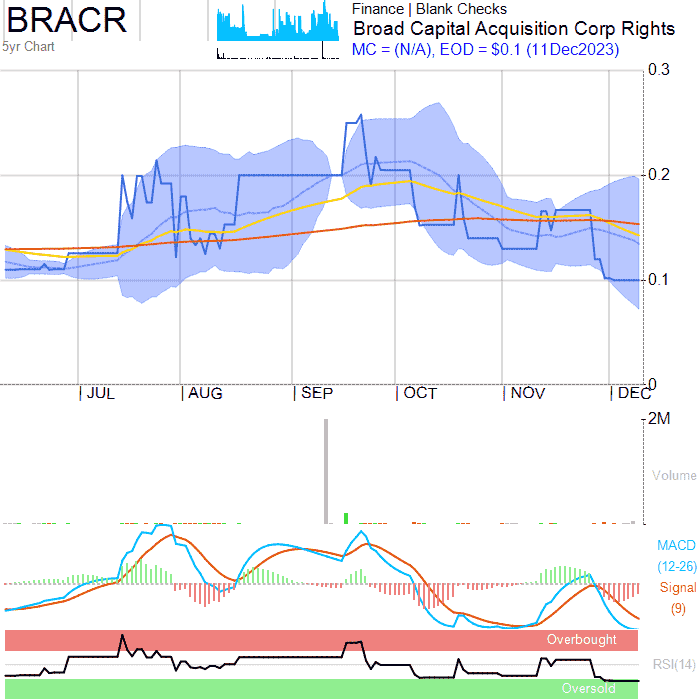 BRACR
5yr Chart
Finance | Blank Checks
Broad Capital Acquisition Corp Rights
MC = (N/A), EOD = $0.1 (11Dec2023)
0.3
0.2
0.1
0
JUL AUG SEP OCT NOV DEC
2M
Volume
MACD
(12-26)
Signal
(9)
Overbought
RSI(14)
Oversold